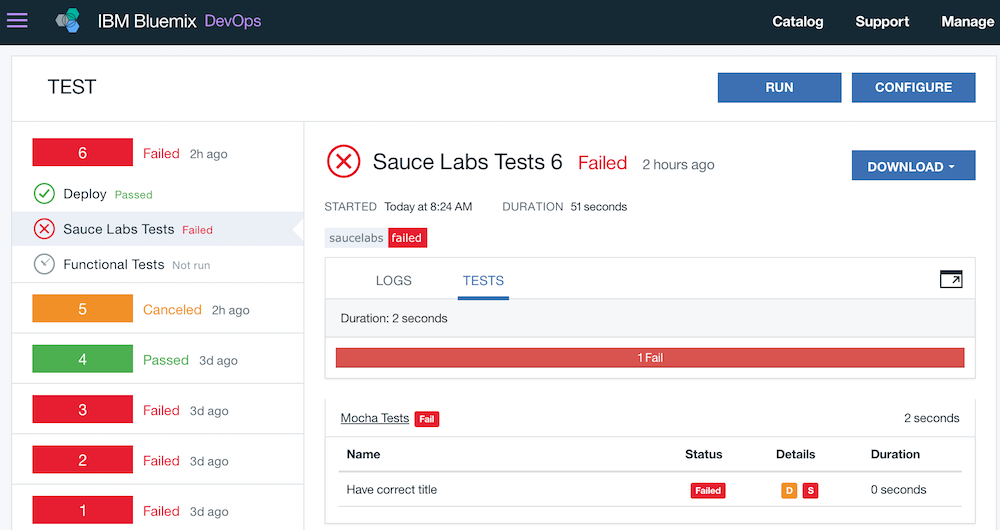 IBM Bluemix DevOps
Catalog Support Manage
TEST
RUN CONFIGURE
6 Failed 2h ago
Deploy Passed
Sauce Labs Tests Failed
Functional Tests Not run
5 Canceled 2h ago
4 Passed 3d ago
3 Failed 3d ago
2 Failed 3d ago
1 Failed 3d ago
Sauce Labs Tests 6 Failed 2 hours ago
DOWNLOAD
STARTED Today at 8:24 AM DURATION 51 seconds
saucelabs failed
LOGS TESTS
Duration: 2 seconds
1 Fail
Mocha Tests Fail 2 seconds
Name Status Details Duration
Have correct title Failed D S 0 seconds